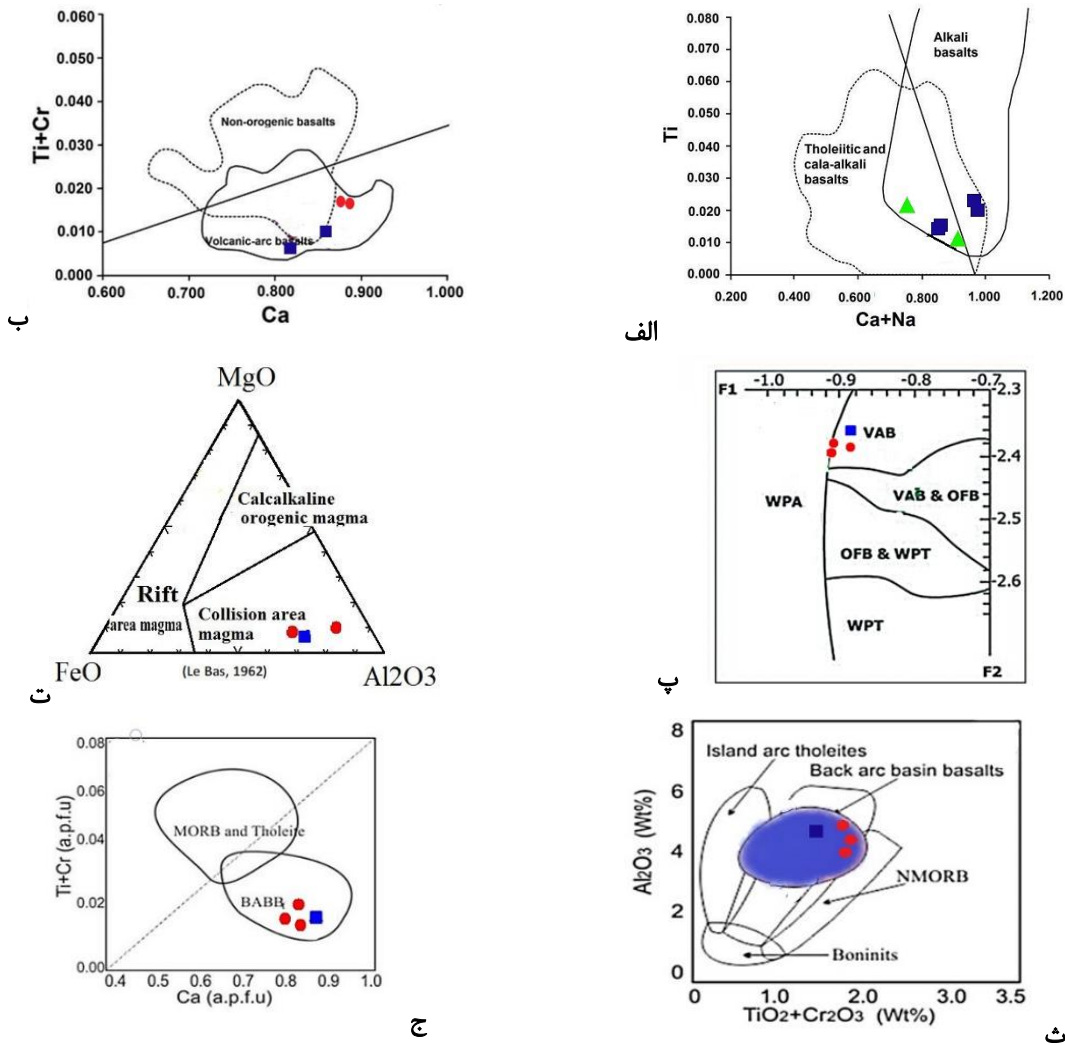 0.060
0.050
0.040
0.030
0.020
0.010
0.000
Ti+Cr
Non-orogenic basalts
Volcanic-arc basalts
0.600 0.700 0.800 0.900 1.000
Ca
ب
0.080
0.070
0.060
0.050
0.040
0.030
0.020
0.010
0.000
Ti
Alkali
basalts
Tholeiitic and
cala-alkali
basalts
0.200 0.400 0.600 0.800 1.000 1.200
Ca+Na
الف
MgO
Calcalkaline
orogenic magma
Rift
area magma
Collision area
magma
FeO
(Le Bas, 1962)
Al2O3
ت
F1
-1.0 -0.9 -0.8 -0.7
-2.3
-2.4
-2.5
-2.6
VAB
WPA
VAB & OFB
OFB & WPT
WPT
F2
پ
0.08
0.06
0.04
0.02
0.00
Ti+Cr (a.p.f.u)
MORB and Tholeite
BABB
0.4 0.5 0.6 0.7 0.8 0.9 1.0
Ca (a.p.f.u)
ج
8
6
4
2
0
Al2O3 (Wt%)
Island arc tholeites
Back arc basin basalts
NMORB
Boninits
0 1.0 2.0 3.0 3.5
TiO2+Cr2O3 (Wt%)
ث